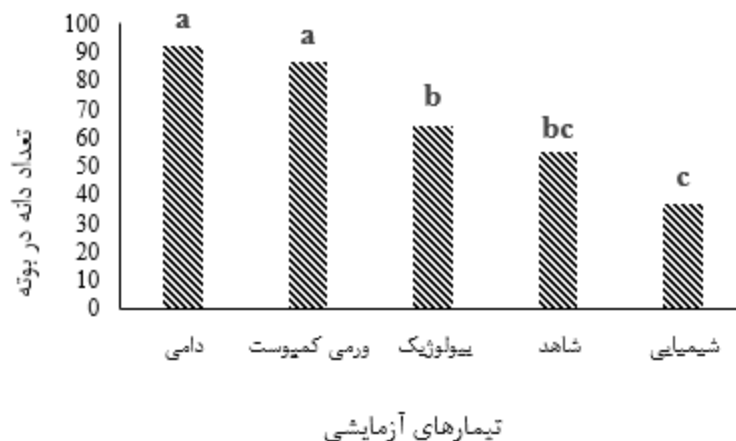 100
90
80
70
60
50
40
30
20
10
0
تعداد دانه در بوته
a
a
b
bc
c
دامی
ورمی کمپوست
بیولوژیک
شاهد
شیمیایی
تیمارهای آزمایشی